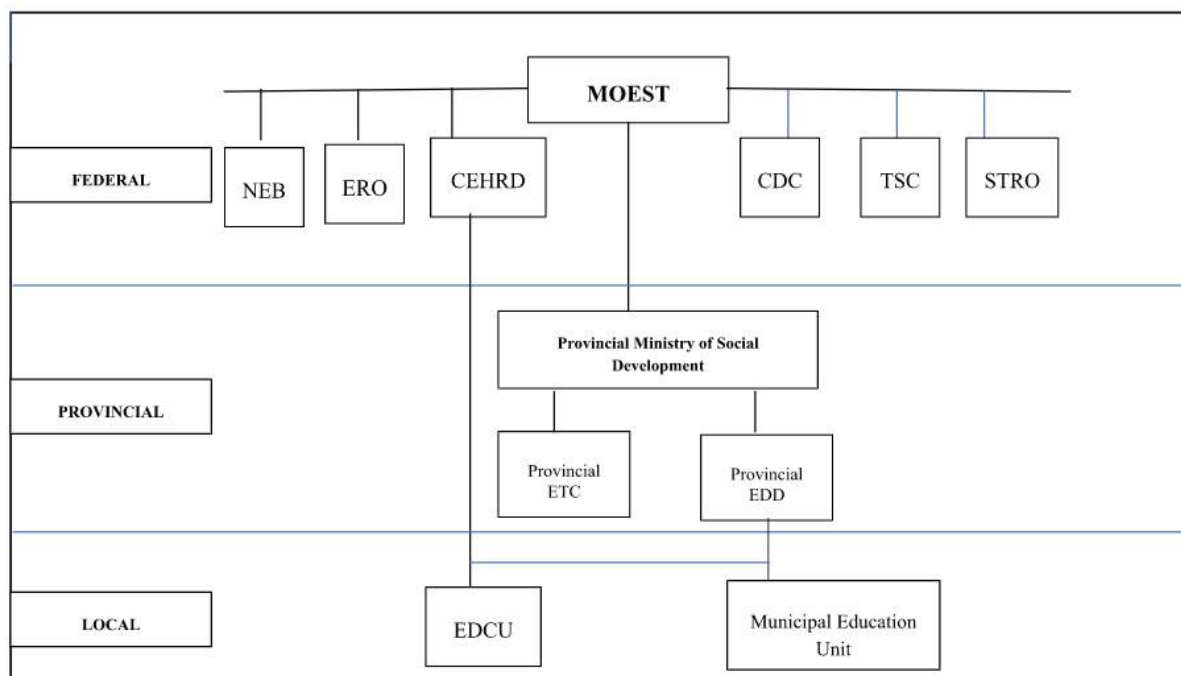 MOEST
FEDERAL
NEB
ERO
CEHRD
CDC
TSC
STRO
Provincial Ministry of Social
Development
PROVINCIAL
Provincial
ETC
Provincial
EDD
LOCAL
EDCU
Municipal Education
Unit